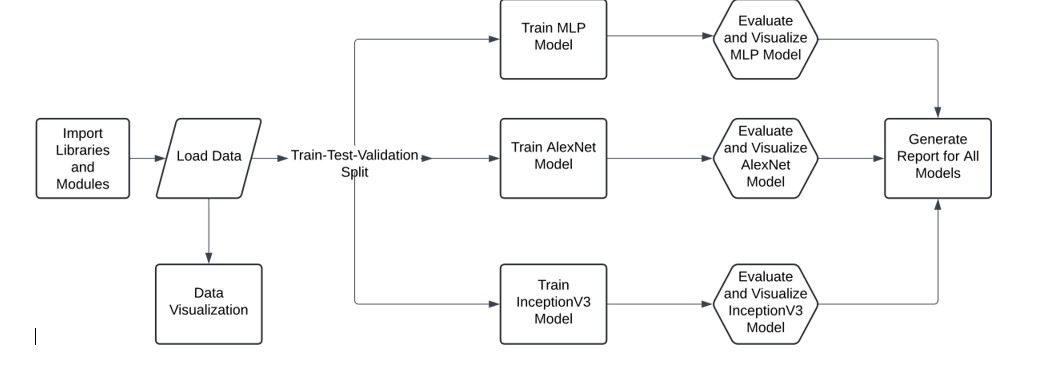 Train MLP
Model
Evaluate
and Visualize
MLP Model
Import
Libraries
and
Modules
Load Data
Train-Test-Validation
Split
Train AlexNet
Model
Evaluate
and Visualize
AlexNet
Model
Generate
Report for All
Models
Data
Visualization
Train
InceptionV3
Model
Evaluate
and Visualize
InceptionV3
Model